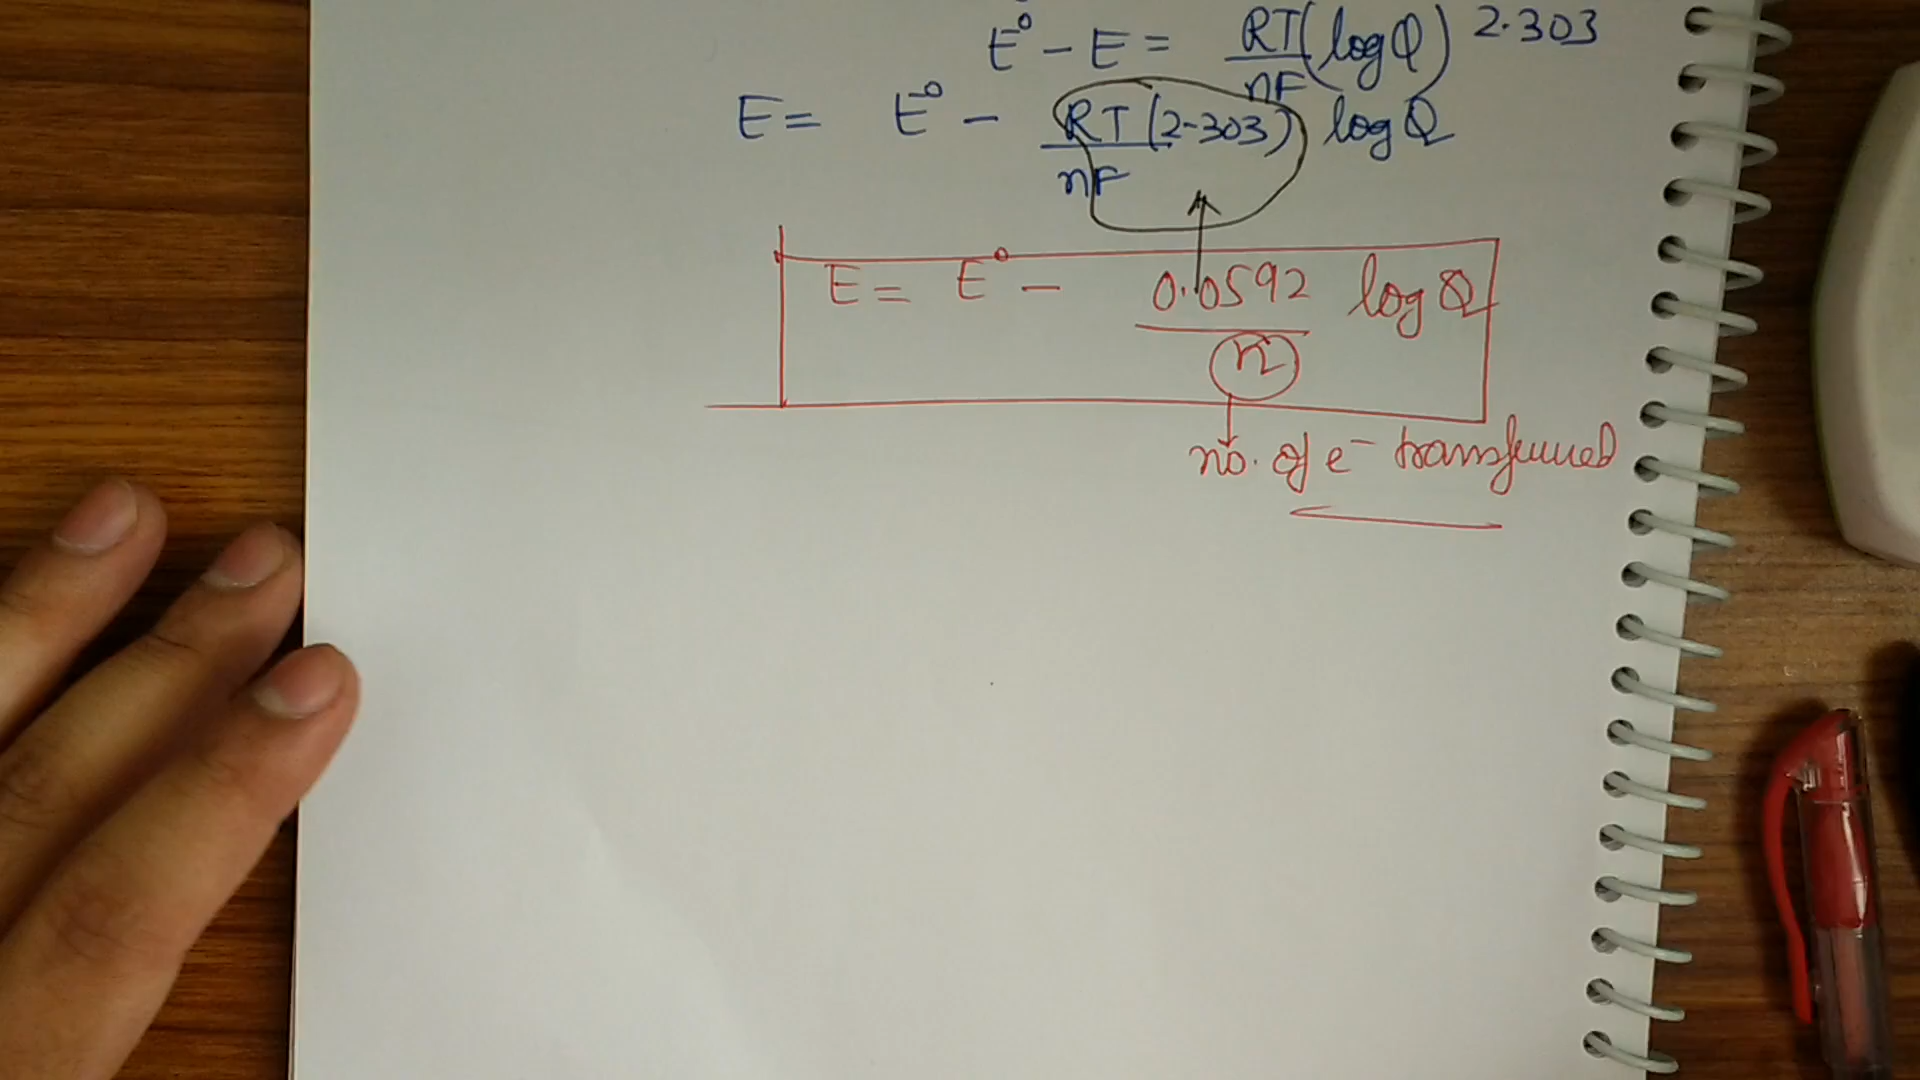 E° - E = RT/nF (log Q) 2.303
E = E° - RT(2-303)/nF log Q
E = E° - 0.0592/n log Q
no. of e⁻ transferred